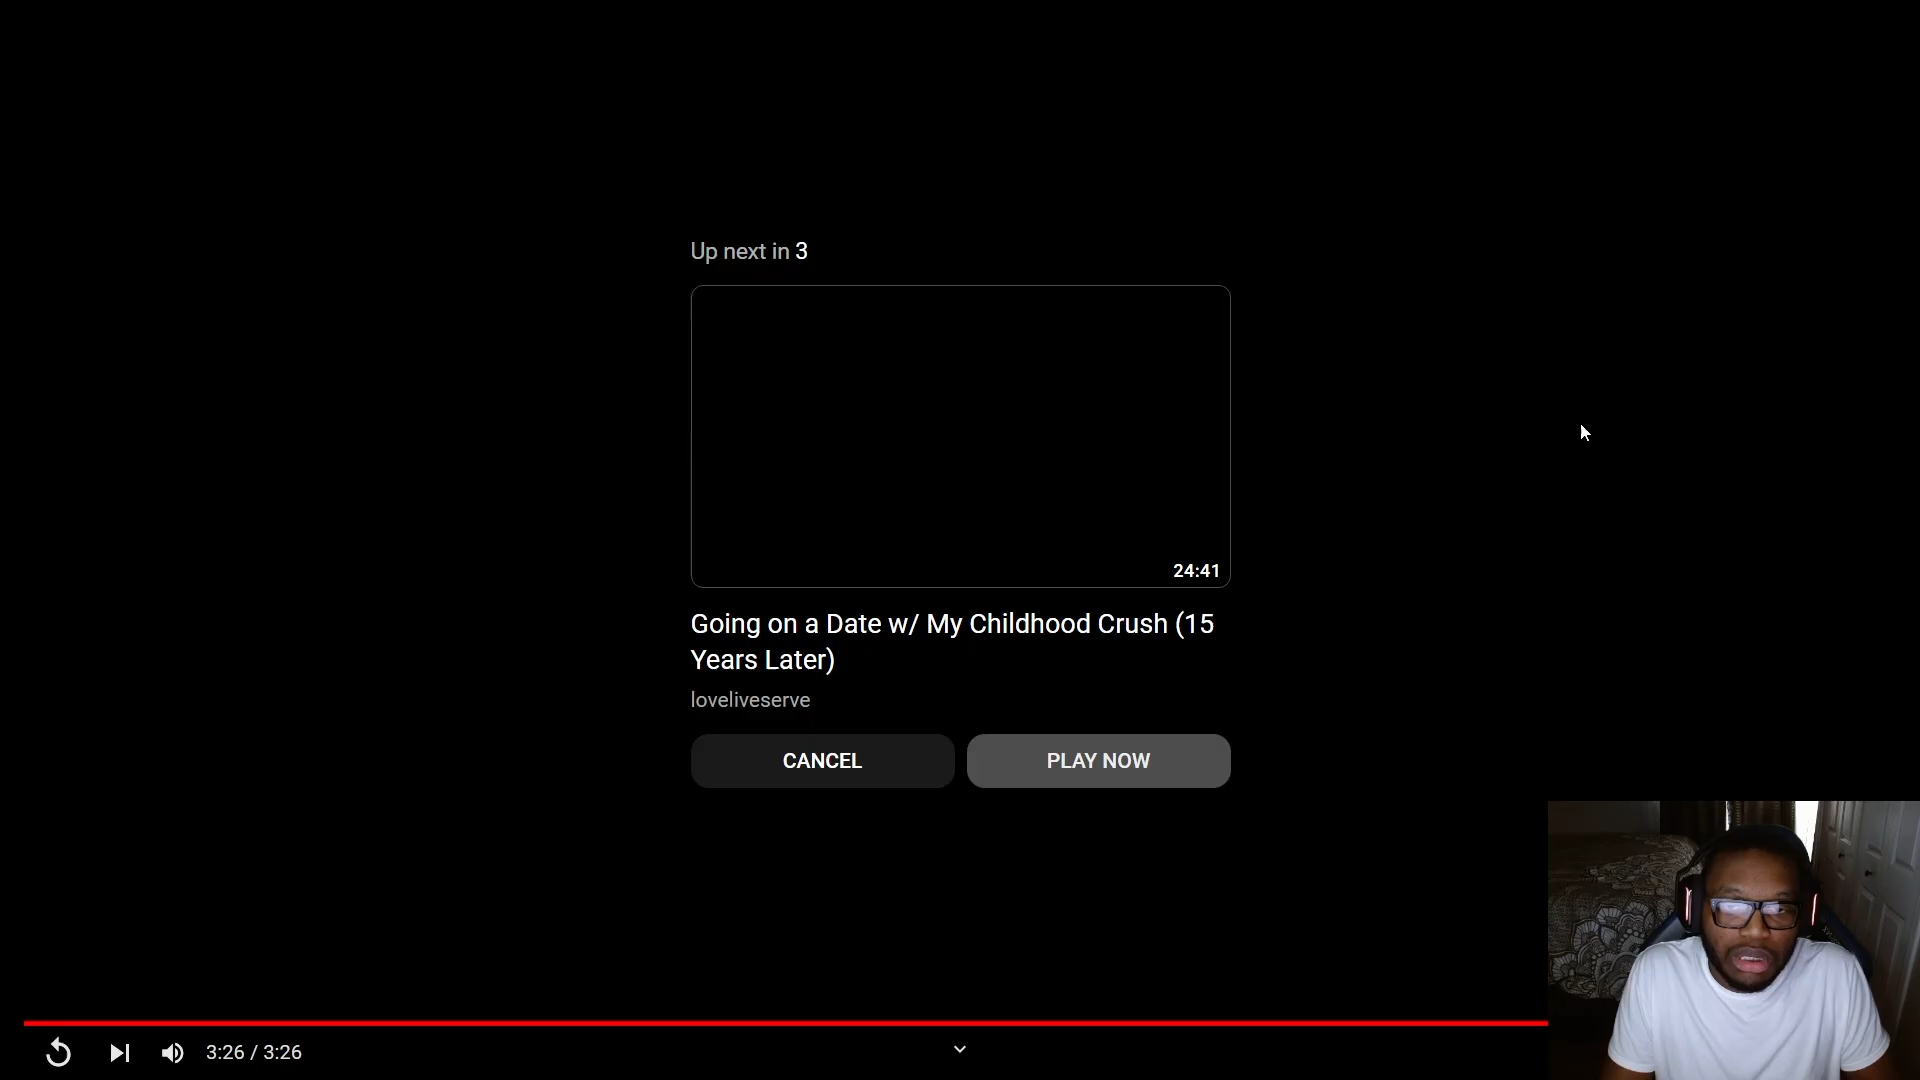 Up next in 3
24:41
Going on a Date w/ My Childhood Crush (15
Years Later)
loveliveserve
CANCEL
PLAY NOW
3:26 / 3:26